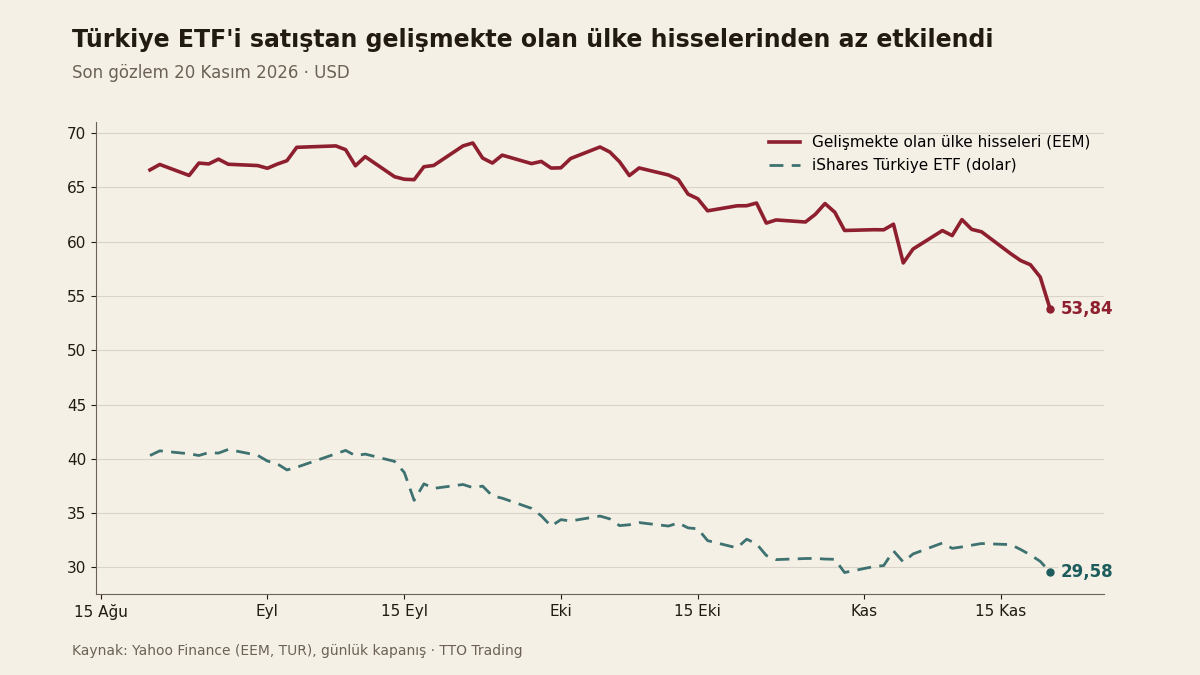 Türkiye ETF'i satıştan gelişmekte olan ülke hisselerinden az etkilendi
Son gözlem 20 Kasım 2026 · USD
70
65
60
55
50
45
40
35
30
Gelişmekte olan ülke hisseleri (EEM)
iShares Türkiye ETF (dolar)
53,84
29,58
15 Ağu
Eyl
15 Eyl
Eki
15 Eki
Kas
15 Kas
Kaynak: Yahoo Finance (EEM, TUR), günlük kapanış · TTO Trading